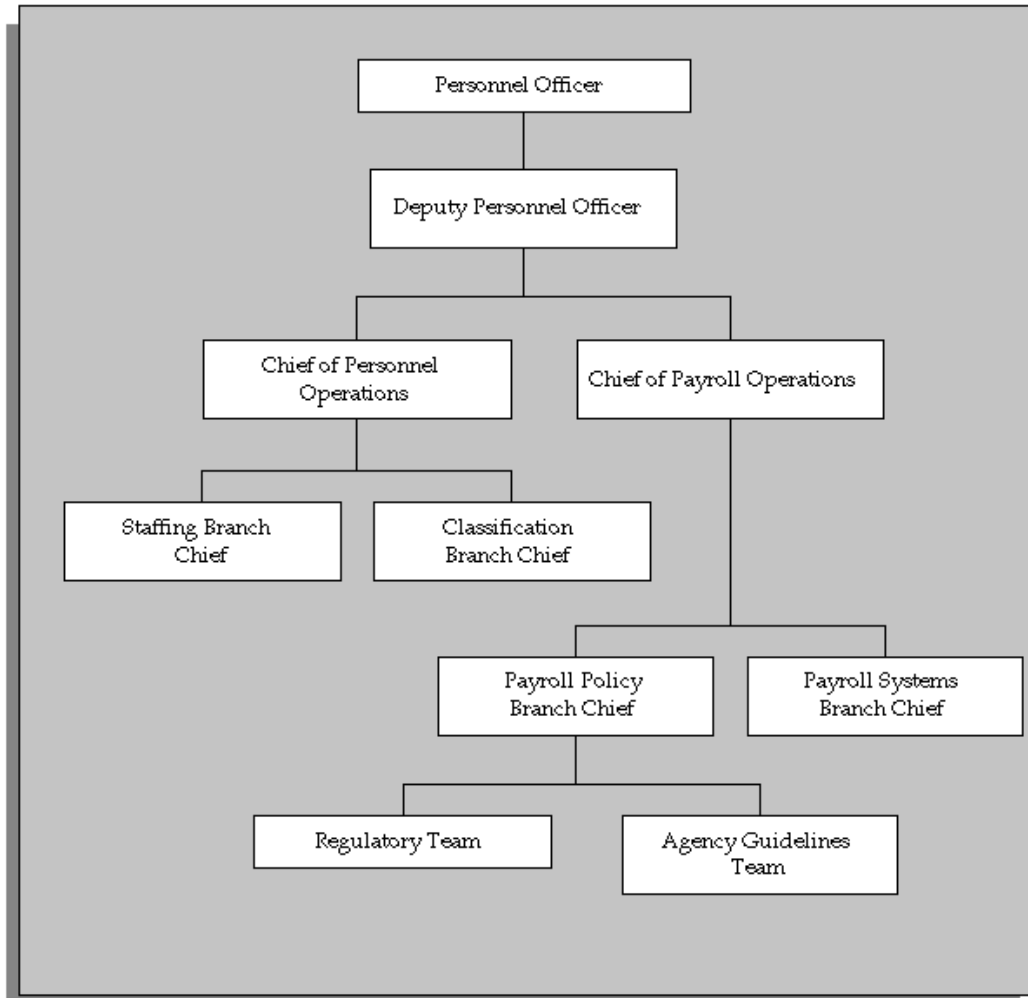 Personnel Officer
Deputy Personnel Officer
Chief of Personnel
Operations
Chief of Payroll Operations
Staffing Branch
Chief
Classification
Branch Chief
Payroll Policy
Branch Chief
Payroll Systems
Branch Chief
Regulatory Team
Agency Guidelines
Team